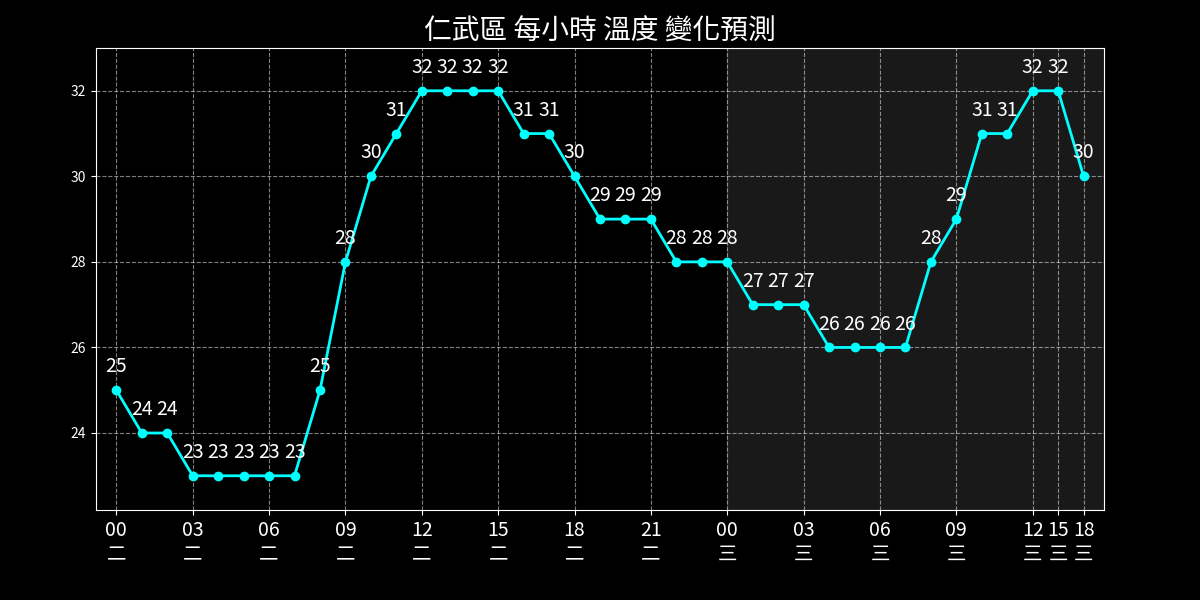 仁武區 每小時 溫度 變化預測
32 32 32 32 32 32
32
31 31 31 31 31
30 30 30
30
29 29 29 29
28 28 28 28 28
28
27 27 27
26 26 26 26
26
25 25
24 24
24
23 23 23 23 23
00 03 06 09 12 15 18 21 00 03 06 09 12 15 18
二 二 二 二 二 二 二 二 三 三 三 三 三 三 三